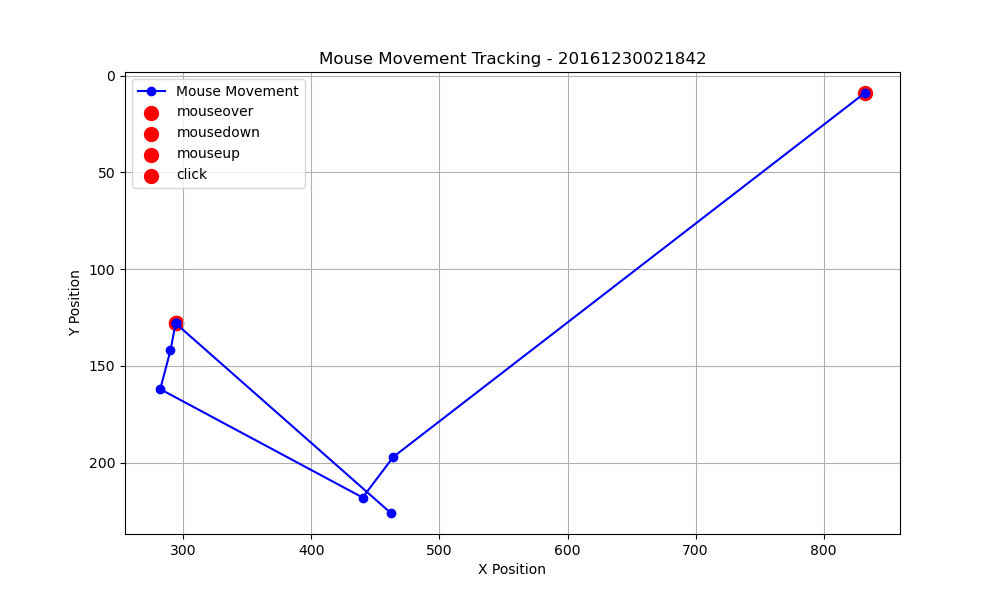 Mouse Movement Tracking - 20161230021842
Mouse Movement
mouseover
mousedown
mouseup
click
0
50
100
150
200
Y Position
300 400 500 600 700 800
X Position